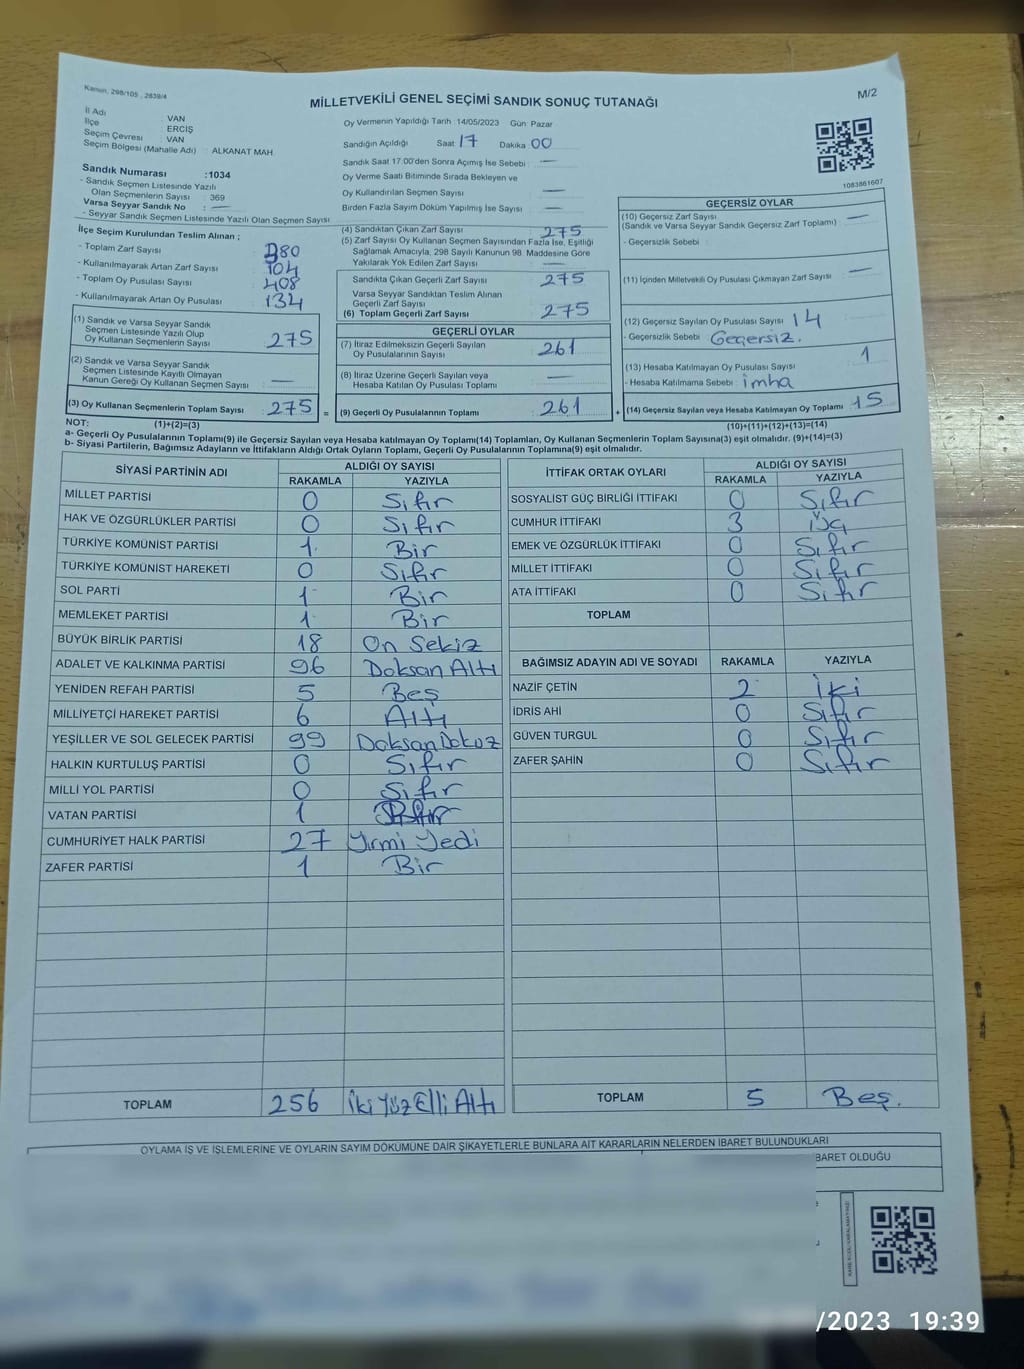 Kanun, 298/105 , 2839/4
M/2
MİLLETVEKİLİ GENEL SEÇİMİ SANDIK SONUÇ TUTANAĞI
İl Adı : VAN
İlçe : ERCİŞ
Seçim Çevresi : VAN
Seçim Bölgesi (Mahalle Adı) : ALKANAT MAH.
Sandık Numarası :1034
- Sandık Seçmen Listesinde Yazılı
Olan Seçmenlerin Sayısı : 369
Varsa Seyyar Sandık No : —
- Seyyar Sandık Seçmen Listesinde Yazılı Olan Seçmen Sayısı:
Oy Vermenin Yapıldığı Tarih :14/05/2023 Gün :Pazar
Sandığın Açıldığı Saat 17 Dakika 00
Sandık Saat 17.00'den Sonra Açılmış İse Sebebi : —
Oy Verme Saati Bitiminde Sırada Bekleyen ve
Oy Kullandırılan Seçmen Sayısı —
Birden Fazla Sayım Döküm Yapılmış İse Sayısı —
1083861607
İlçe Seçim Kurulundan Teslim Alınan ;
- Toplam Zarf Sayısı : 380
- Kullanılmayarak Artan Zarf Sayısı : 104
- Toplam Oy Pusulası Sayısı : 408
- Kullanılmayarak Artan Oy Pusulası : 134
(1) Sandık ve Varsa Seyyar Sandık
Seçmen Listesinde Yazılı Olup
Oy Kullanan Seçmenlerin Sayısı : 275
(2) Sandık ve Varsa Seyyar Sandık
Seçmen Listesinde Kayıtlı Olmayan
Kanun Gereği Oy Kullanan Seçmen Sayısı : —
(3) Oy Kullanan Seçmenlerin Toplam Sayısı : 275 =
(4) Sandıktan Çıkan Zarf Sayısı : 275
(5) Zarf Sayısı Oy Kullanan Seçmen Sayısından Fazla İse, Eşitliği
Sağlamak Amacıyla, 298 Sayılı Kanunun 98. Maddesine Göre
Yakılarak Yok Edilen Zarf Sayısı : —
Sandıkta Çıkan Geçerli Zarf Sayısı : 275
Varsa Seyyar Sandıktan Teslim Alınan
Geçerli Zarf Sayısı
(6) Toplam Geçerli Zarf Sayısı : 275
GEÇERLİ OYLAR
(7) İtiraz Edilmeksizin Geçerli Sayılan
Oy Pusulalarının Sayısı : 261
(8) İtiraz Üzerine Geçerli Sayılan veya
Hesaba Katılan Oy Pusulası Toplamı : —
(9) Geçerli Oy Pusulalarının Toplamı : 261 +
GEÇERSİZ OYLAR
(10) Geçersiz Zarf Sayısı : —
(Sandık ve Varsa Seyyar Sandık Geçersiz Zarf Toplamı)
- Geçersizlik Sebebi :
(11) İçinden Milletvekili Oy Pusulası Çıkmayan Zarf Sayısı : —
(12) Geçersiz Sayılan Oy Pusulası Sayısı : 14
- Geçersizlik Sebebi : Geçersiz.
(13) Hesaba Katılmayan Oy Pusulası Sayısı : 1
- Hesaba Katılmama Sebebi : imha
(14) Geçersiz Sayılan veya Hesaba Katılmayan Oy Toplamı : 15
NOT: (1)+(2)=(3) (10)+(11)+(12)+(13)=(14)
a- Geçerli Oy Pusulalarının Toplamı(9) ile Geçersiz Sayılan veya Hesaba katılmayan Oy Toplamı(14) Toplamları, Oy Kullanan Seçmenlerin Toplam Sayısına(3) eşit olmalıdır. (9)+(14)=(3)
b- Siyasi Partilerin, Bağımsız Adayların ve İttifakların Aldığı Ortak Oyların Toplamı, Geçerli Oy Pusulalarının Toplamına(9) eşit olmalıdır.
SİYASİ PARTİNİN ADI ALDIĞI OY SAYISI
RAKAMLA YAZIYLA
MİLLET PARTİSİ 0 Sıfır
HAK VE ÖZGÜRLÜKLER PARTİSİ 0 Sıfır
TÜRKİYE KOMÜNİST PARTİSİ 1 Bir
TÜRKİYE KOMÜNİST HAREKETİ 0 Sıfır
SOL PARTİ 1 Bir
MEMLEKET PARTİSİ 1 Bir
BÜYÜK BİRLİK PARTİSİ 18 On Sekiz
ADALET VE KALKINMA PARTİSİ 96 Doksan Altı
YENİDEN REFAH PARTİSİ 5 Beş
MİLLİYETÇİ HAREKET PARTİSİ 6 Altı
YEŞİLLER VE SOL GELECEK PARTİSİ 99 Doksan Dokuz
HALKIN KURTULUŞ PARTİSİ 0 Sıfır
MİLLİ YOL PARTİSİ 0 Sıfır
VATAN PARTİSİ 1
CUMHURİYET HALK PARTİSİ 27 Yirmi Yedi
ZAFER PARTİSİ 1 Bir
TOPLAM 256 İki Yüz Elli Altı
İTTİFAK ORTAK OYLARI ALDIĞI OY SAYISI
RAKAMLA YAZIYLA
SOSYALİST GÜÇ BİRLİĞİ İTTİFAKI 0 Sıfır
CUMHUR İTTİFAKI 3 Üç
EMEK VE ÖZGÜRLÜK İTTİFAKI 0 Sıfır
MİLLET İTTİFAKI 0 Sıfır
ATA İTTİFAKI 0 Sıfır
TOPLAM
BAĞIMSIZ ADAYIN ADI VE SOYADI RAKAMLA YAZIYLA
NAZİF ÇETİN 2 İki
İDRİS AHİ 0 Sıfır
GÜVEN TURGUL 0 Sıfır
ZAFER ŞAHİN 0 Sıfır
TOPLAM 5 Beş.
OYLAMA İŞ VE İŞLEMLERİNE VE OYLARIN SAYIM DÖKÜMÜNE DAİR ŞİKAYETLERLE BUNLARA AİT KARARLARIN NELERDEN İBARET BULUNDUKLARI
BARET OLDUĞU
/2023 19:39